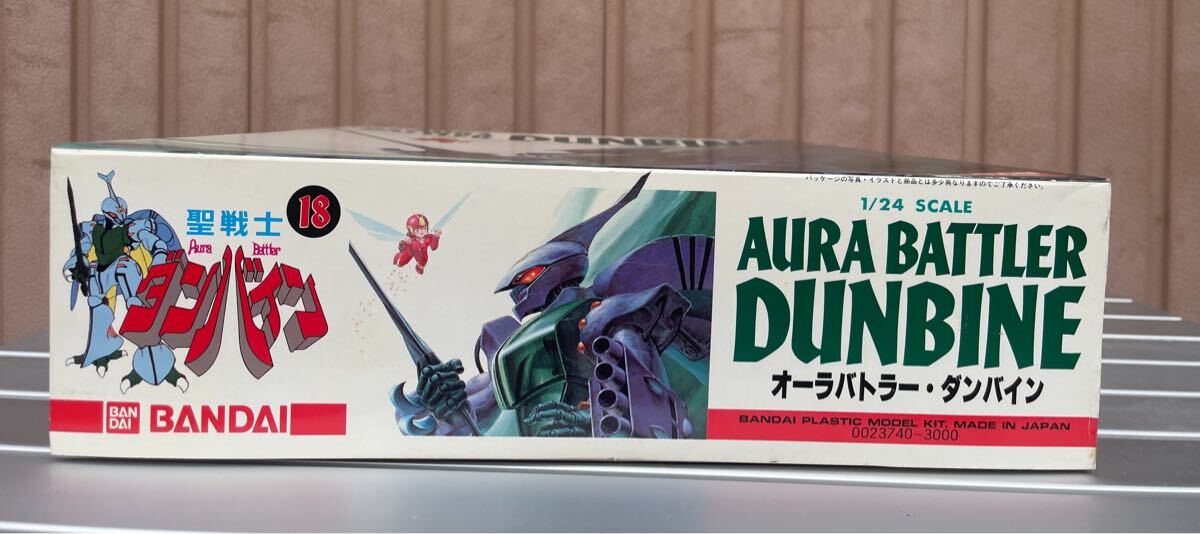 DUNBINE
パッケージの写真・イラストと商品とは多少異なりますのでご了承ください。
聖戦士
18
Aura Battler
ダンバイン
BAN
DAI
BANDAI
1/24 SCALE
AURA BATTLER
DUNBINE
オーラバトラー・ダンバイン
BANDAI PLASTIC MODEL KIT. MADE IN JAPAN
0023740-3000